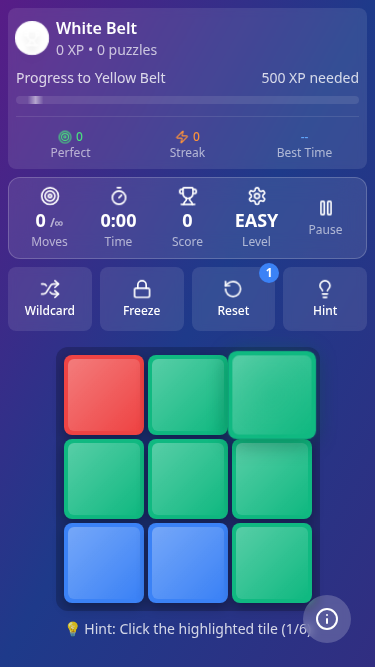 White Belt
0 XP • 0 puzzles
Progress to Yellow Belt 500 XP needed
0 0 --
Perfect Streak Best Time
0 /∞ 0:00 0 EASY
Moves Time Score Level Pause
1
Wildcard Freeze Reset Hint
💡 Hint: Click the highlighted tile (1/6)